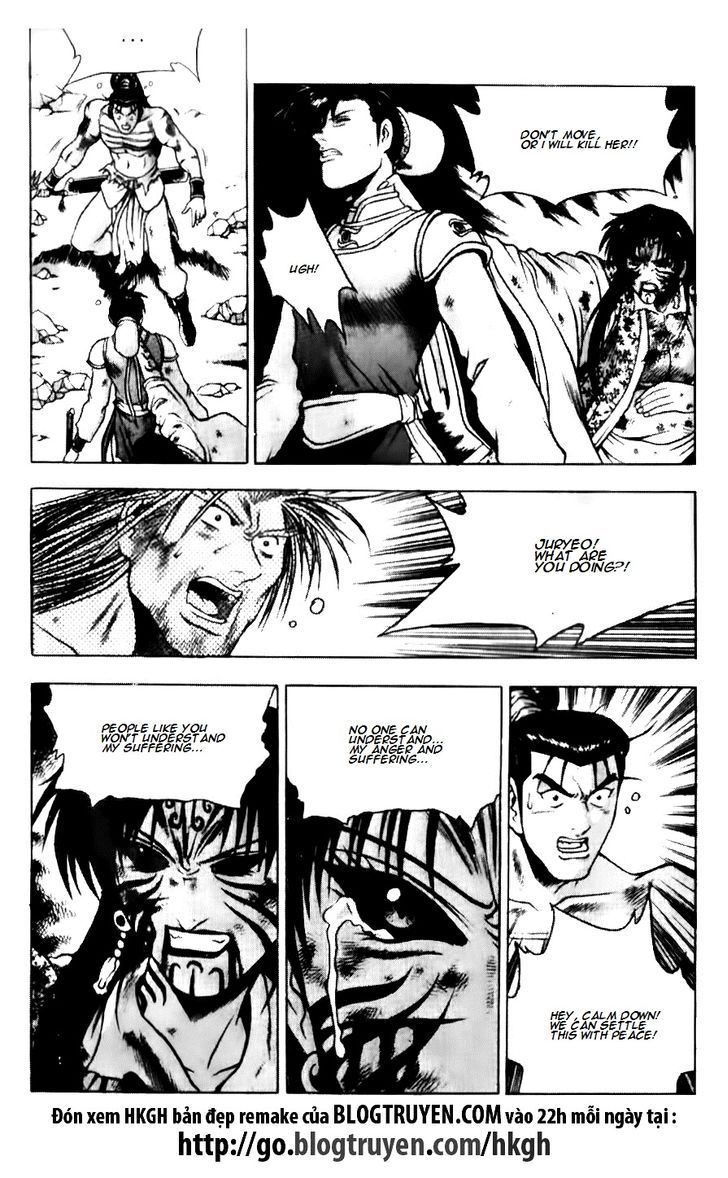 ...
DON'T MOVE,
OR I WILL KILL HER!!
UGH!
JURYEO!
WHAT ARE
YOU DOING?!
PEOPLE LIKE YOU
WON'T UNDERSTAND
MY SUFFERING...
NO ONE CAN
UNDERSTAND...
MY ANGER AND
SUFFERING...
HEY, CALM DOWN!
WE CAN SETTLE
THIS WITH PEACE!
Đón xem HKGH bản đẹp remake của BLOGTRUYEN.COM vào 22h mỗi ngày tại :
http://go.blogtruyen.com/hkgh